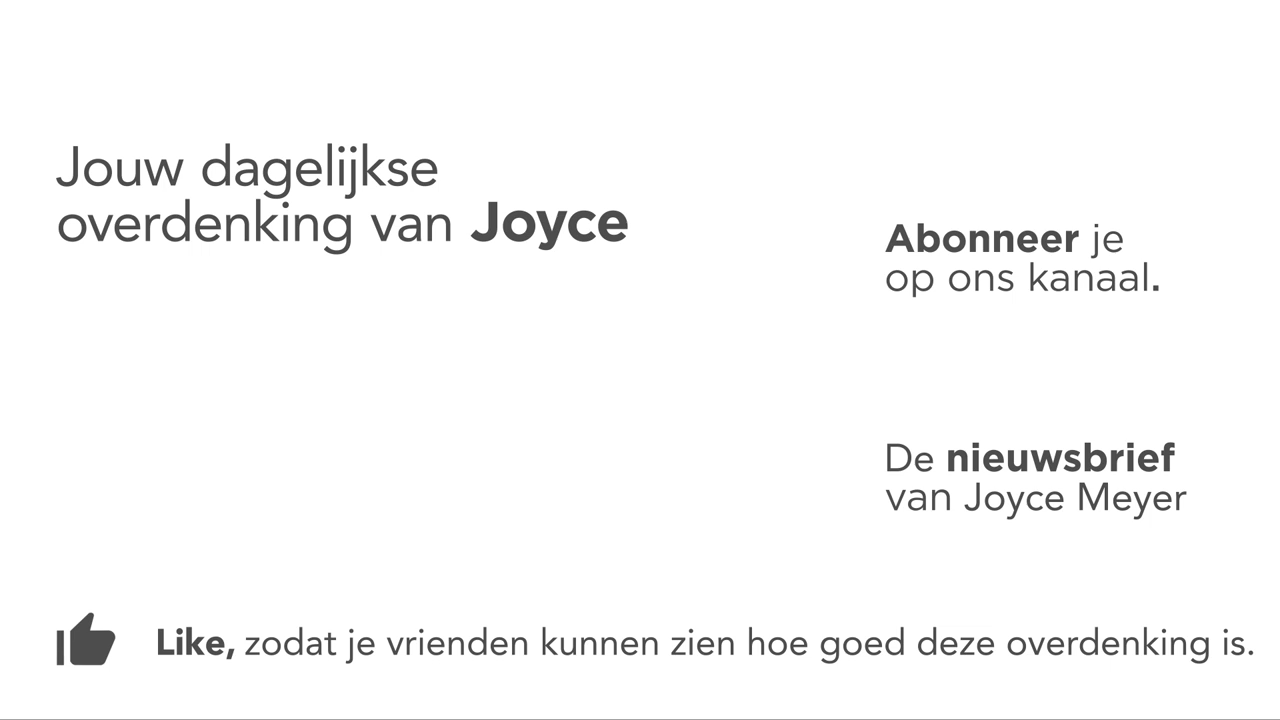 Jouw dagelijkse
overdenking van Joyce
Abonneer je
op ons kanaal.
De nieuwsbrief
van Joyce Meyer
Like, zodat je vrienden kunnen zien hoe goed deze overdenking is.